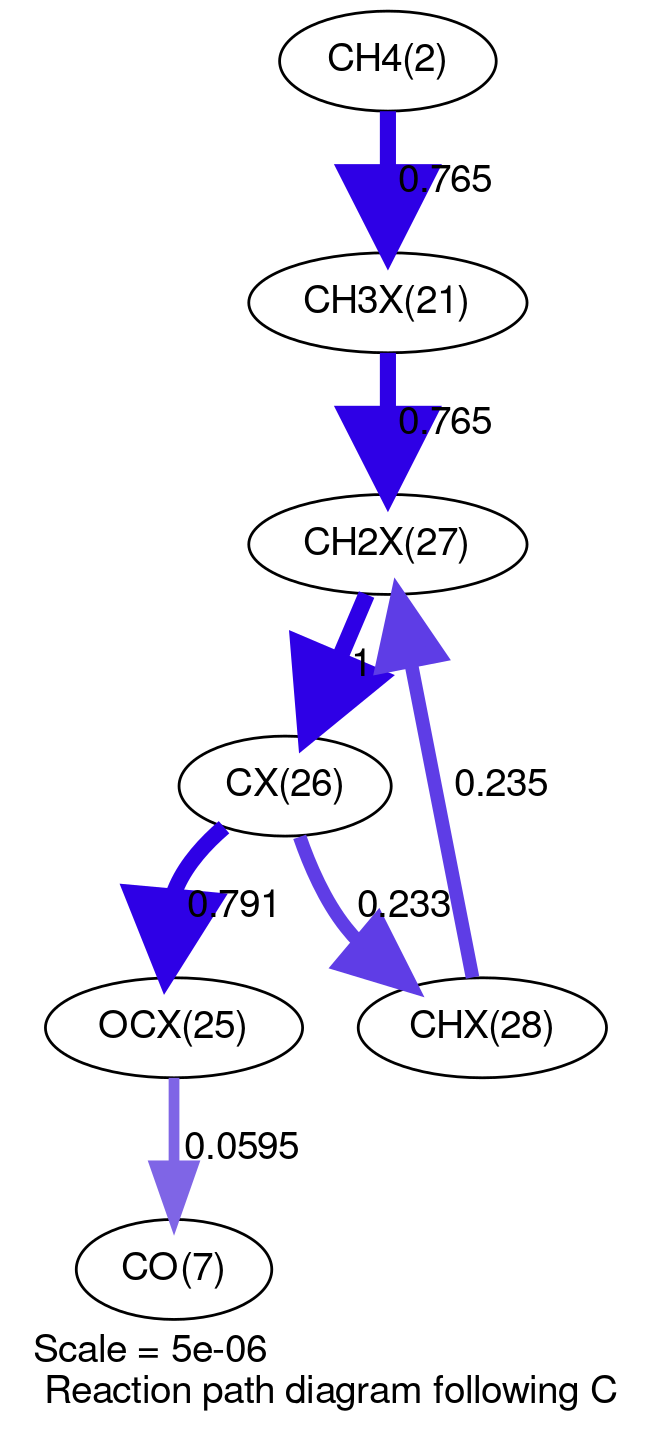 CH4(2)
0.765
CH3X(21)
0.765
CH2X(27)
1
CX(26)
0.235
0.791
0.233
OCX(25)
CHX(28)
0.0595
CO(7)
Scale = 5e-06
Reaction path diagram following C